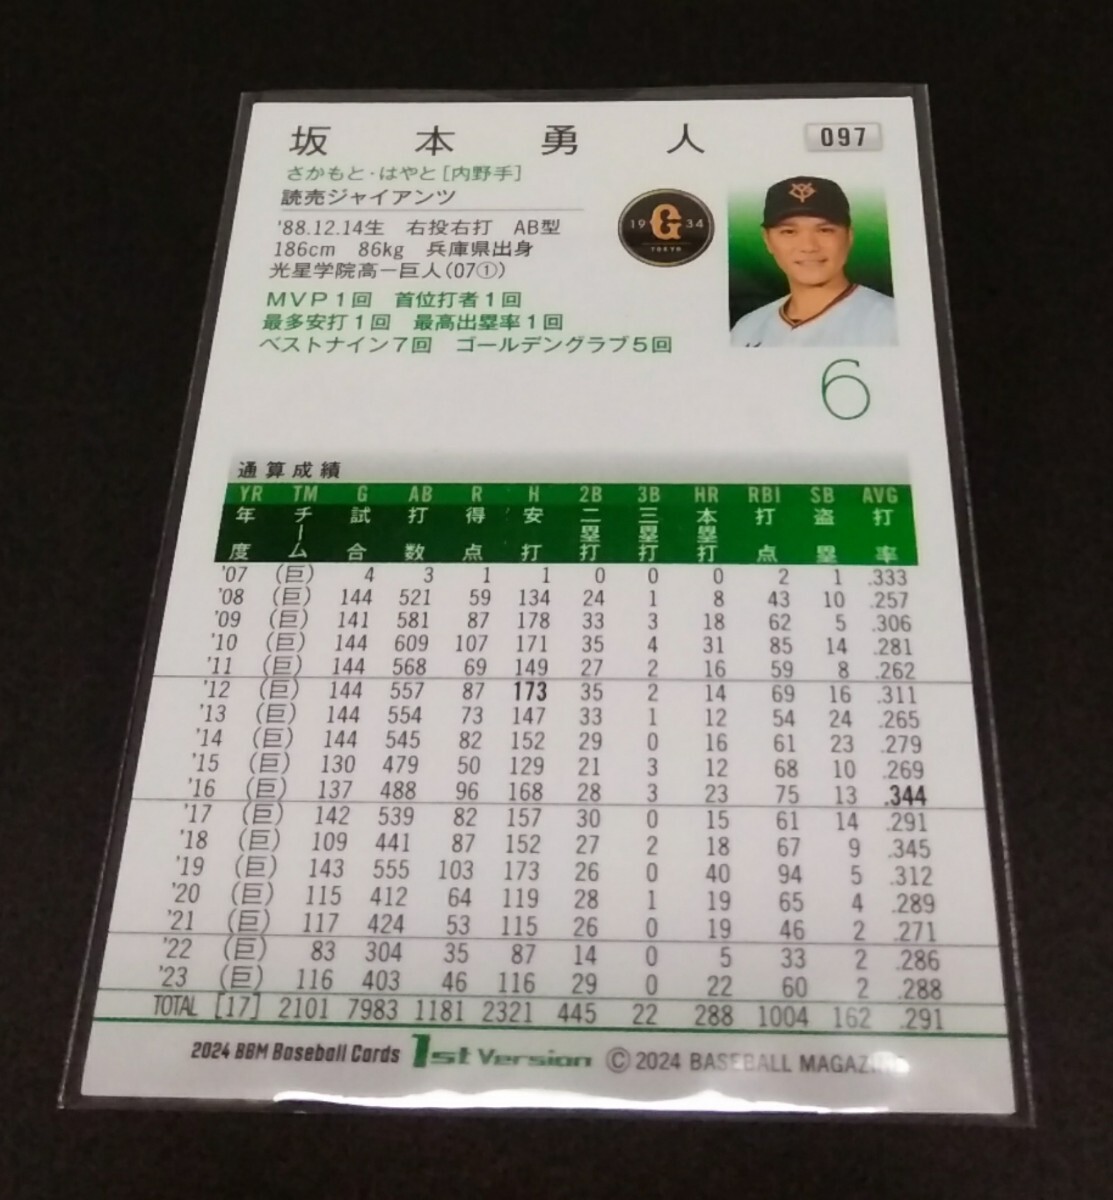 坂本勇人 097
さかもと・はやと[内野手]
読売ジャイアンツ
'88.12.14生 右投右打 AB型
186cm 86kg 兵庫県出身
光星学院高ー巨人(07①)
MVP1回 首位打者1回
最多安打1回 最高出塁率1回
ベストナイン7回 ゴールデングラブ5回
19 G 34
TOKYO
6
通算成績
YR TM G AB R H 2B 3B HR RBI SB AVG
年度 チーム 試合 打数 得点 安打 二塁打 三塁打 本塁打 打点 盗塁 打率
'07 (巨) 4 3 1 1 0 0 0 2 1 .333
'08 (巨) 144 521 59 134 24 1 8 43 10 .257
'09 (巨) 141 581 87 178 33 3 18 62 5 .306
'10 (巨) 144 609 107 171 35 4 31 85 14 .281
'11 (巨) 144 568 69 149 27 2 16 59 8 .262
'12 (巨) 144 557 87 173 35 2 14 69 16 .311
'13 (巨) 144 554 73 147 33 1 12 54 24 .265
'14 (巨) 144 545 82 152 29 0 16 61 23 .279
'15 (巨) 130 479 50 129 21 3 12 68 10 .269
'16 (巨) 137 488 96 168 28 3 23 75 13 .344
'17 (巨) 142 539 82 157 30 0 15 61 14 .291
'18 (巨) 109 441 87 152 27 2 18 67 9 .345
'19 (巨) 143 555 103 173 26 0 40 94 5 .312
'20 (巨) 115 412 64 119 28 1 19 65 4 .289
'21 (巨) 117 424 53 115 26 0 19 46 2 .271
'22 (巨) 83 304 35 87 14 0 5 33 2 .286
'23 (巨) 116 403 46 116 29 0 22 60 2 .288
TOTAL [17] 2101 7983 1181 2321 445 22 288 1004 162 .291
2024 BBM Baseball Cards 1st Version © 2024 BASEBALL MAGAZINE